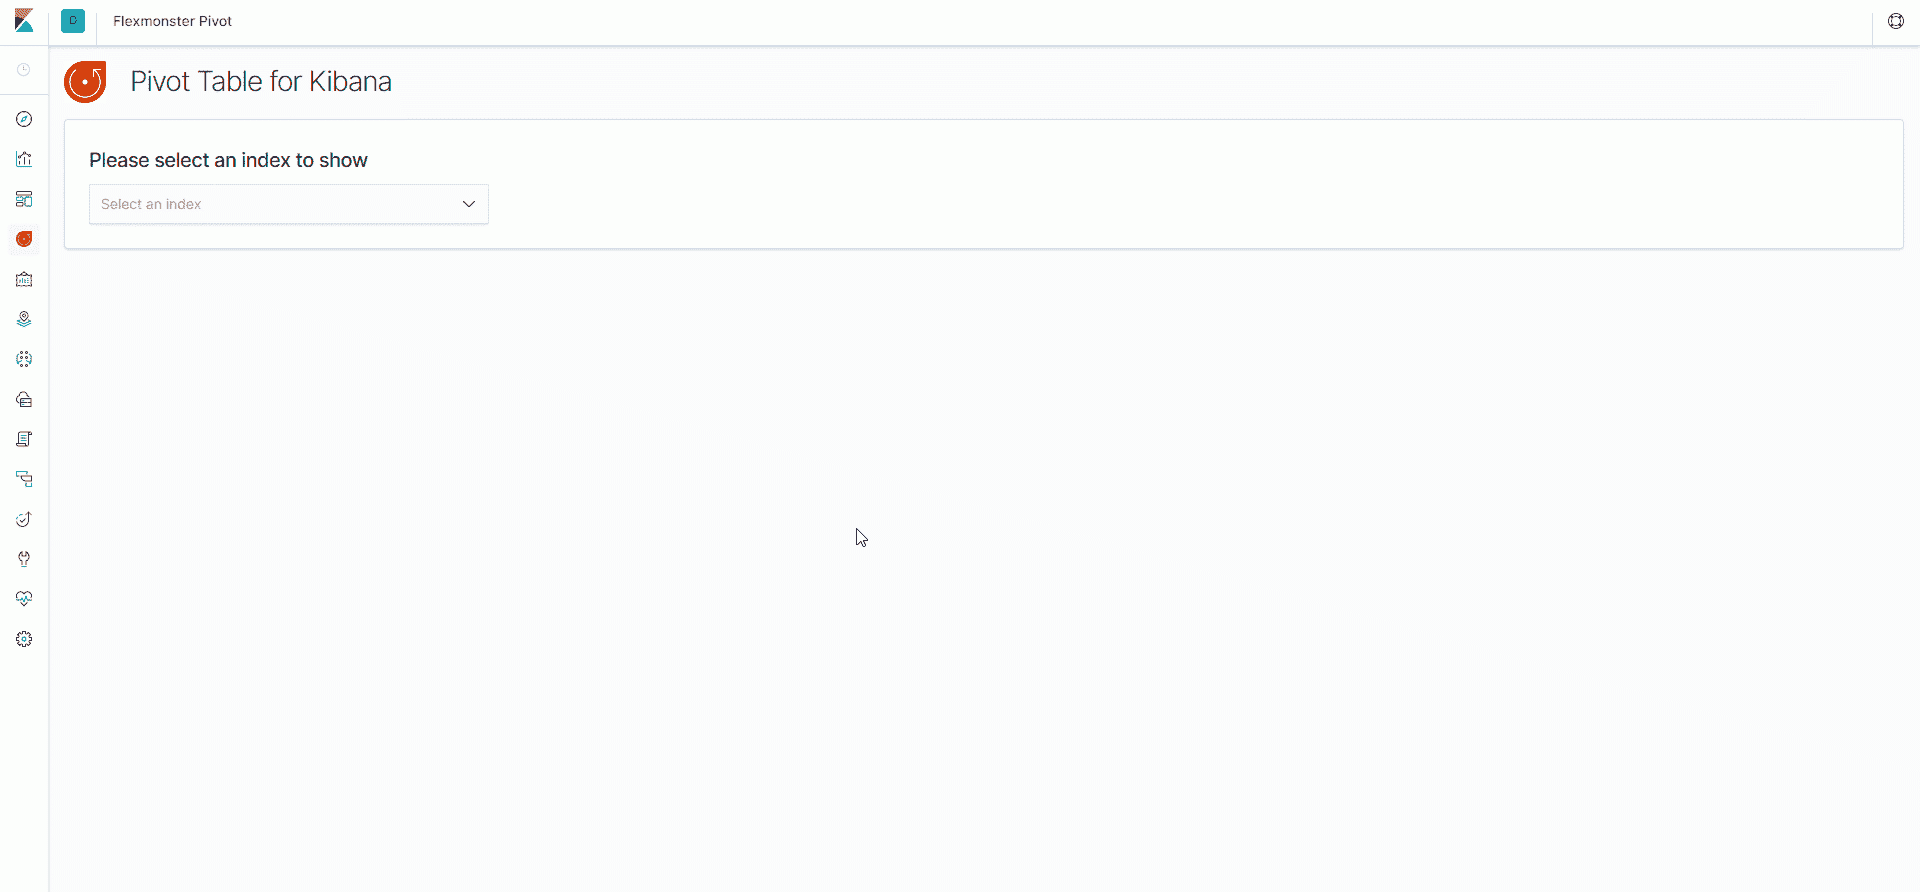 D
Flexmonster Pivot
Pivot Table for Kibana
Please select an index to show
Select an index